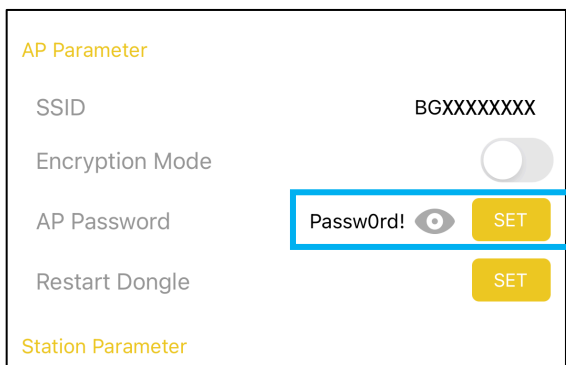 AP Parameter
SSID BGXXXXXXXX
Encryption Mode
AP Password Passw0rd! SET
Restart Dongle SET
Station Parameter